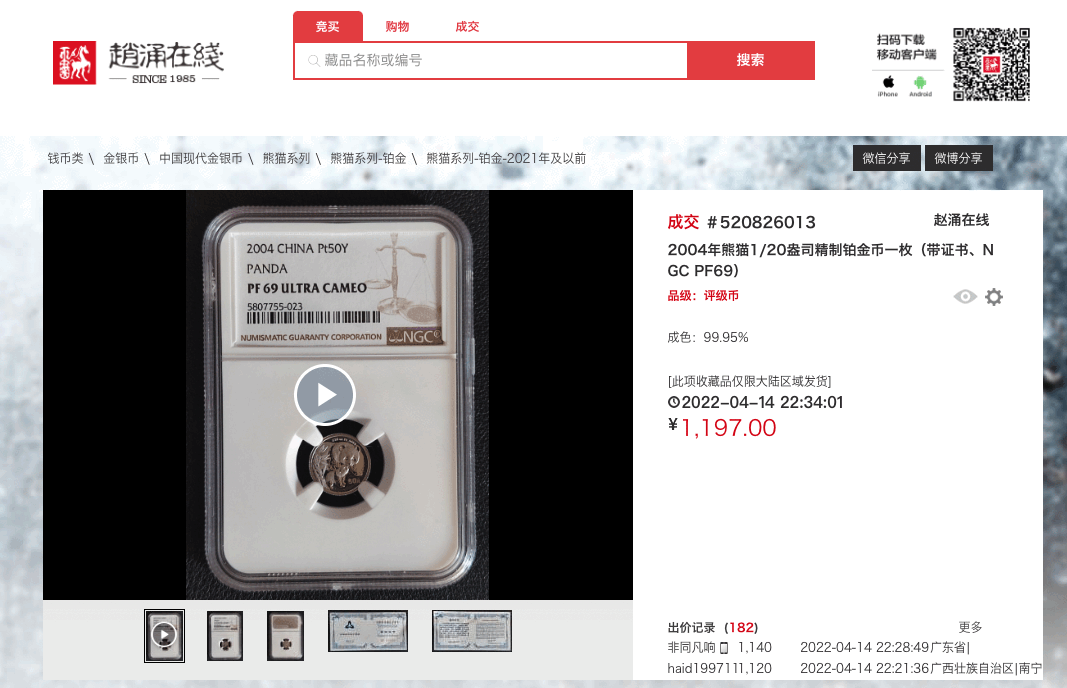 竞买 购物 成交
趙涌在綫
SINCE 1985
藏品名称或编号 搜索
扫码下载
移动客户端
iPhone Android
钱币类 \ 金银币 \ 中国现代金银币 \ 熊猫系列 \ 熊猫系列-铂金 \ 熊猫系列-铂金-2021年及以前
微信分享 微博分享
2004 CHINA Pt50Y
PANDA
PF 69 ULTRA CAMEO
5807755-023
NUMISMATIC GUARANTY CORPORATION NGC®
成交 #520826013 赵涌在线
2004年熊猫1/20盎司精制铂金币一枚（带证书、N
GC PF69）
品级：评级币
成色：99.95%
[此项收藏品仅限大陆区域发货]
2022-04-14 22:34:01
¥1,197.00
出价记录 (182) 更多
非同凡响 1,140 2022-04-14 22:28:49广东省|
haid1997111,120 2022-04-14 22:21:36广西壮族自治区|南宁